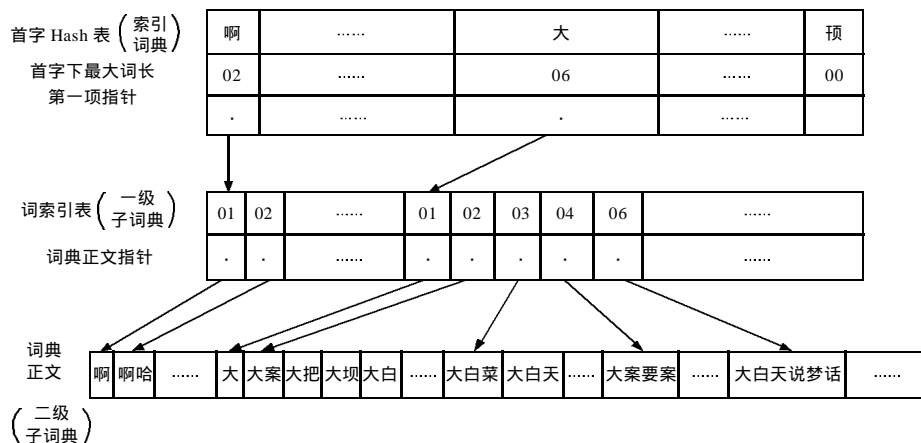 首字 Hash 表(索引词典) 啊 …… 大 …… 顸
首字下最大词长 02 …… 06 …… 00
第一项指针 . …… . ……
词索引表(一级子词典) 01 02 …… 01 02 03 04 06 ……
词典正文指针 . . …… . . . . . ……
词典正文 啊 啊哈 …… 大 大案 大把 大坝 大白 …… 大白菜 大白天 …… 大案要案 …… 大白天说梦话 ……
(二级子词典)